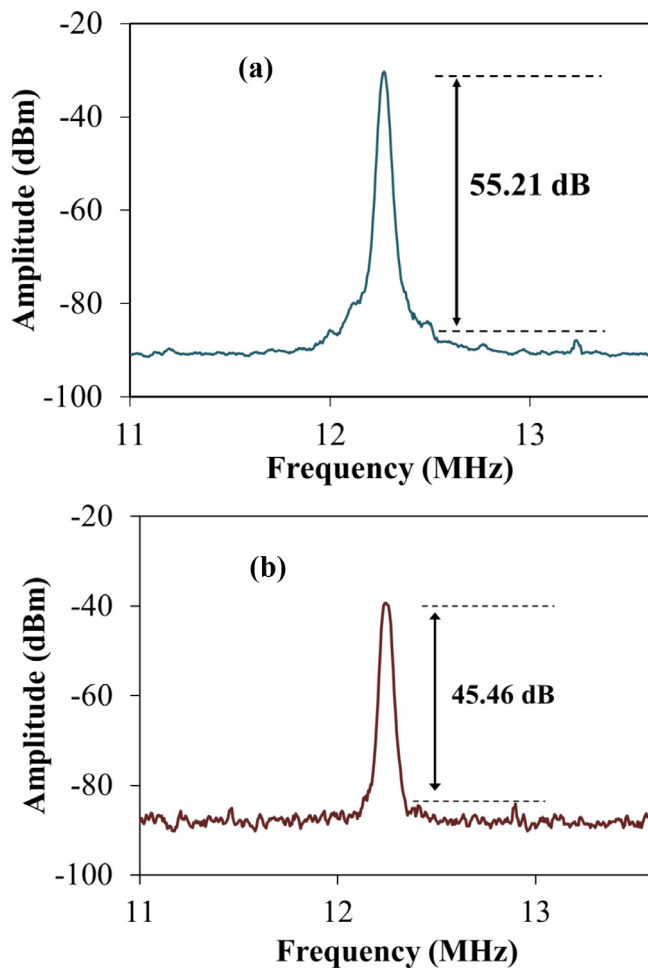 -20
(a)
-40
55.21 dB
-60
-80
-100
11
12
13
Amplitude (dBm)
Frequency (MHz)
-20
(b)
-40
45.46 dB
-60
-80
-100
11
12
13
Amplitude (dBm)
Frequency (MHz)